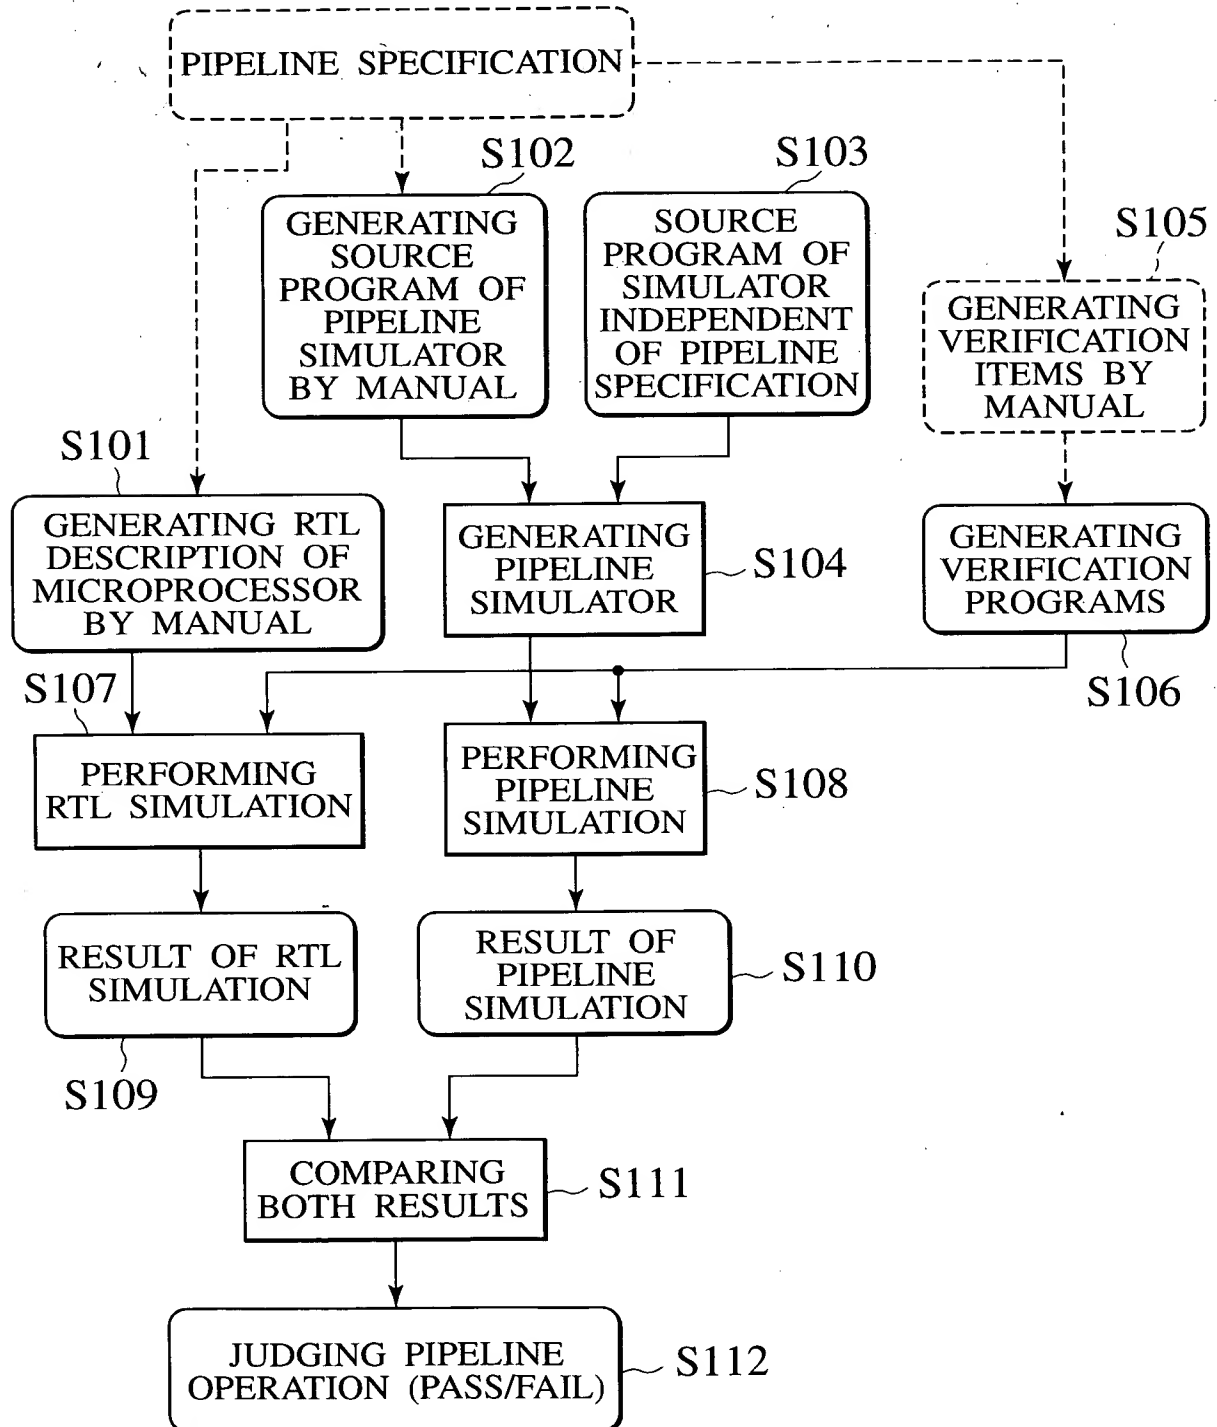 PIPELINE SPECIFICATION
S102
S103
GENERATING
SOURCE
PROGRAM OF
PIPELINE
SIMULATOR
BY MANUAL
SOURCE
PROGRAM OF
SIMULATOR
INDEPENDENT
OF PIPELINE
SPECIFICATION
S105
GENERATING
VERIFICATION
ITEMS BY
MANUAL
S101
GENERATING RTL
DESCRIPTION OF
MICROPROCESSOR
BY MANUAL
GENERATING
PIPELINE
SIMULATOR
S104
GENERATING
VERIFICATION
PROGRAMS
S106
S107
PERFORMING
RTL SIMULATION
PERFORMING
PIPELINE
SIMULATION
S108
RESULT OF RTL
SIMULATION
S109
RESULT OF
PIPELINE
SIMULATION
S110
COMPARING
BOTH RESULTS
S111
JUDGING PIPELINE
OPERATION (PASS/FAIL)
S112